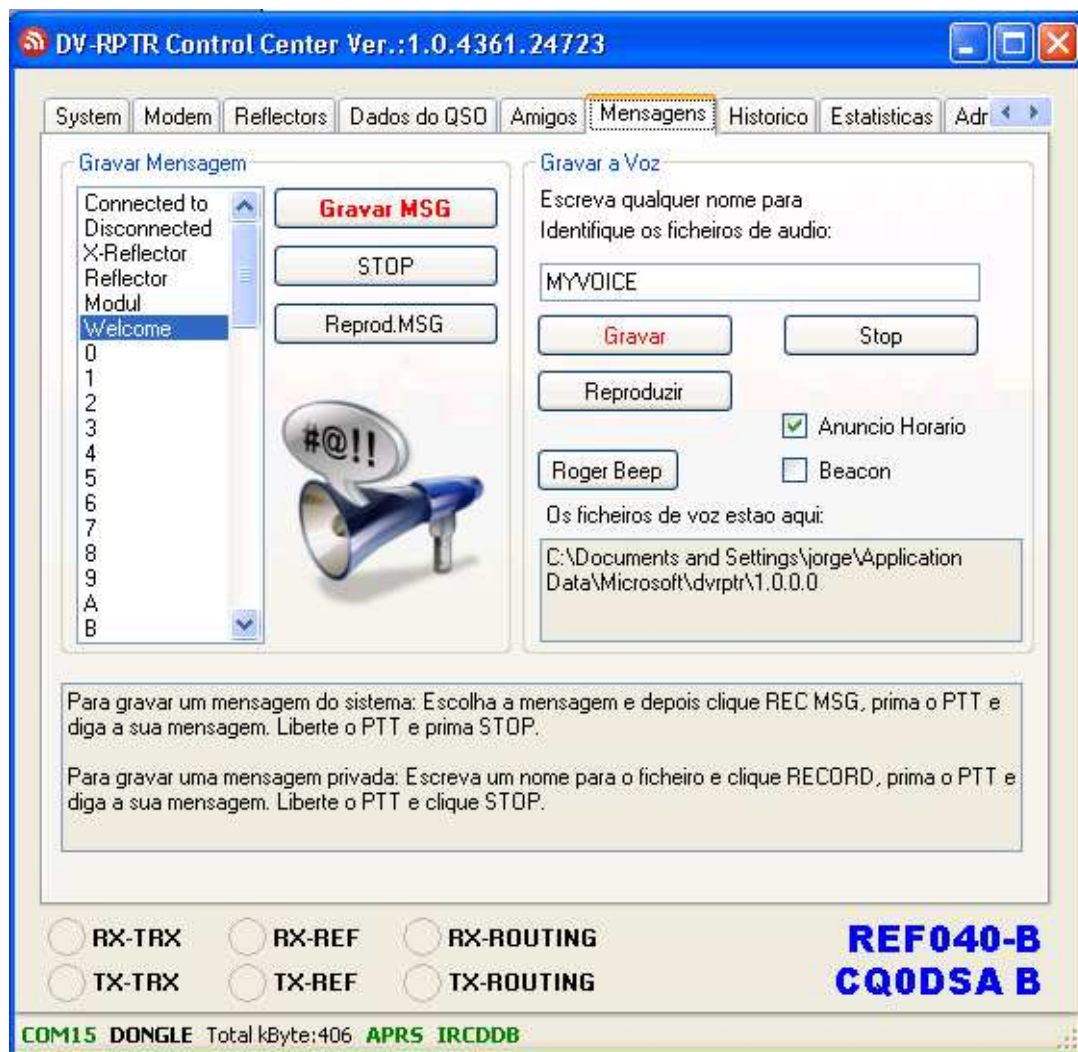 DV-RPTR Control Center Ver.:1.0.4361.24723
System Modem Reflectors Dados do QSO Amigos Mensagens Historico Estatisticas Adr
Gravar Mensagem
Connected to
Disconnected
X-Reflector
Reflector
Modul
Welcome
0
1
2
3
4
5
6
7
8
9
A
B
Gravar MSG
STOP
Reprod.MSG
#@!!
Gravar a Voz
Escreva qualquer nome para
Identifique os ficheiros de audio:
MYVOICE
Gravar Stop
Reproduzir
Anuncio Horario
Roger Beep Beacon
Os ficheiros de voz estao aqui:
C:\Documents and Settings\jorge\Application
Data\Microsoft\dvrptr\1.0.0.0
Para gravar um mensagem do sistema: Escolha a mensagem e depois clique REC MSG, prima o PTT e
diga a sua mensagem. Liberte o PTT e prima STOP.
Para gravar uma mensagem privada: Escreva um nome para o ficheiro e clique RECORD, prima o PTT e
diga a sua mensagem. Liberte o PTT e clique STOP.
RX-TRX RX-REF RX-ROUTING REF040-B
TX-TRX TX-REF TX-ROUTING CQ0DSA B
COM15 DONGLE Total kByte:406 APRS IRCDDB